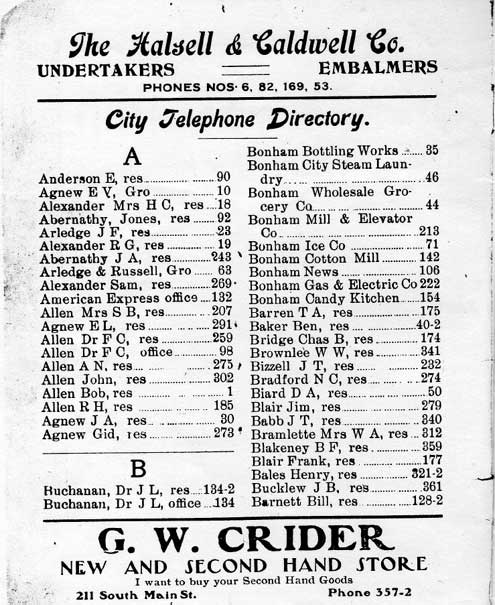 The Halsell & Caldwell Co.
UNDERTAKERS EMBALMERS
PHONES NOS. 6, 82, 169, 53.
City Telephone Directory.
A
Anderson E, res 90
Agnew E Y, Gro 10
Alexander Mrs H C, res 18
Abernathy, Jones, res 92
Arledge J F, res 23
Alexander R G, res 19
Abernathy J A, res 243
Arledge & Russell, Gro 63
Alexander Sam, res 269
American Express office 132
Allen Mrs S B, res 207
Agnew E L, res 291
Allen Dr F C, res 259
Allen Dr F C, office 98
Allen A N, res 275
Allen John, res 302
Allen Bob, res 1
Allen R H, res 185
Agnew J A, res 30
Agnew Gid, res 273
B
Buchanan, Dr J L, res 134-2
Buchanan, Dr J L, office 134
Bonham Bottling Works 35
Bonham City Steam Laun-
dry 46
Bonham Wholesale Gro-
cery Co 44
Bonham Mill & Elevator
Co 213
Bonham Ice Co 71
Bonham Cotton Mill 142
Bonham News 106
Bonham Gas & Electric Co 222
Bonham Candy Kitchen 154
Barren T A, res 175
Baker Ben, res 40-2
Bridge Chas B, res 174
Brownlee W W, res 341
Bizzell J T, res 232
Bradford N C, res 274
Biard D A, res 50
Blair Jim, res 279
Babb J T, res 340
Bramlette Mrs W A, res 312
Blakeney B F, res 359
Blair Frank, res 177
Bales Henry, res 321-2
Bucklew J B, res 361
Barnett Bill, res 128-2
G. W. CRIDER
NEW AND SECOND HAND STORE
I want to buy your Second Hand Goods
211 South Main St. Phone 357-2